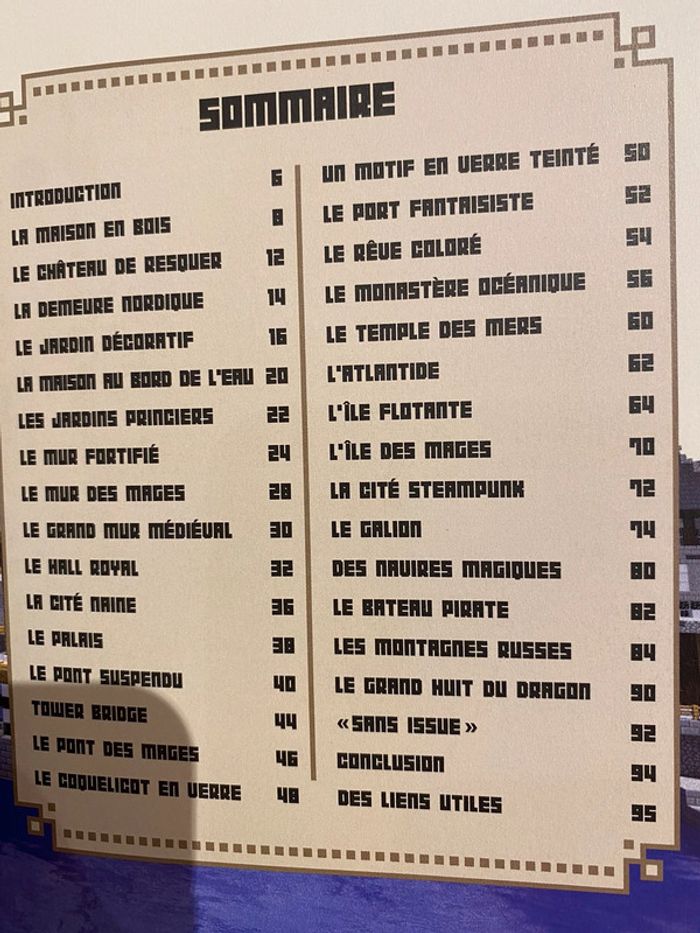 SOMMAIRE
INTRODUCTION 6
LA MAISON EN BOIS 8
LE CHÂTEAU DE RESQUER 12
LA DEMEURE NORDIQUE 14
LE JARDIN DÉCORATIF 16
LA MAISON AU BORD DE L'EAU 20
LES JARDINS PRINCIERS 22
LE MUR FORTIFIÉ 24
LE MUR DES MAGES 28
LE GRAND MUR MÉDIÉVAL 30
LE HALL ROYAL 32
LA CITÉ NAINE 36
LE PALAIS 38
LE PONT SUSPENDU 40
TOWER BRIDGE 44
LE PONT DES MAGES 46
LE COQUELICOT EN VERRE 48
UN MOTIF EN VERRE TEINTÉ 50
LE PORT FANTAISISTE 52
LE RÊVE COLORÉ 54
LE MONASTÈRE OCÉANIQUE 56
LE TEMPLE DES MERS 60
L'ATLANTIDE 62
L'ÎLE FLOTANTE 64
L'ÎLE DES MAGES 70
LA CITÉ STEAMPUNK 72
LE GALION 74
DES NAVIRES MAGIQUES 80
LE BATEAU PIRATE 82
LES MONTAGNES RUSSES 84
LE GRAND HUIT DU DRAGON 90
«SANS ISSUE» 92
CONCLUSION 94
DES LIENS UTILES 95